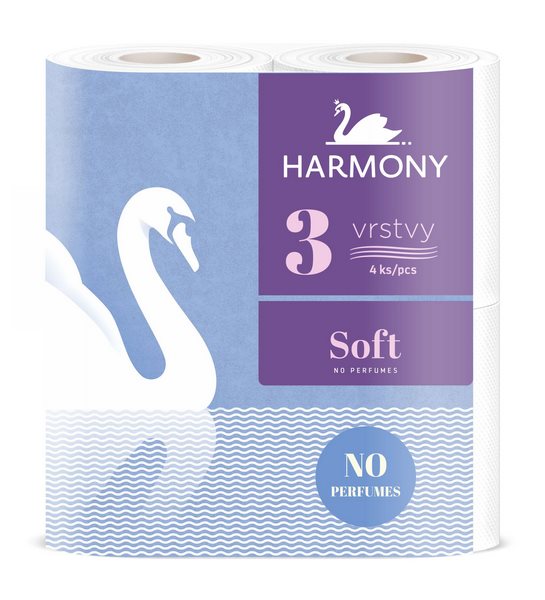 HARMONY
3 vrstvy
4 ks/pcs
Soft
NO PERFUMES
NO
PERFUMES